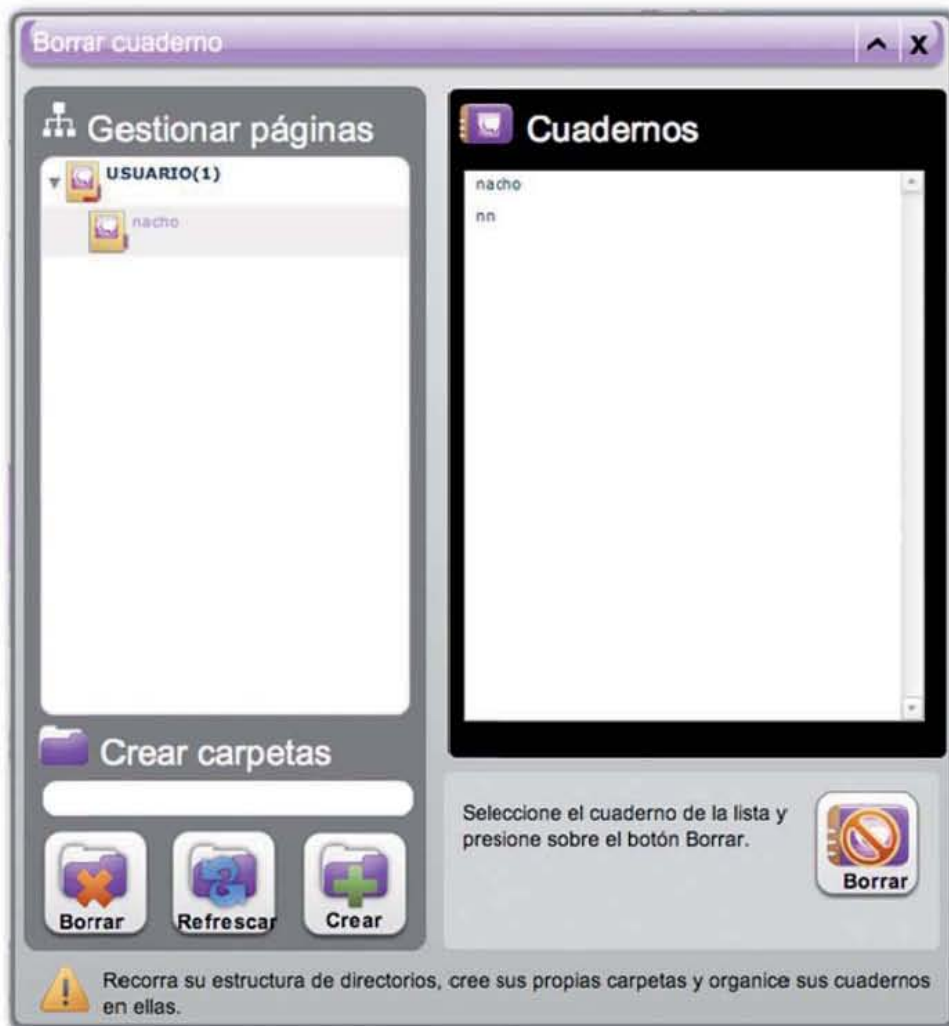 Borrar cuaderno
X
Gestionar páginas
USUARIO(1)
nacho
Crear carpetas
Borrar
Refrescar
Crear
Cuadernos
nacho
nn
Seleccione el cuaderno de la lista y
presione sobre el botón Borrar.
Borrar
Recorra su estructura de directorios, cree sus propias carpetas y organice sus cuadernos
en ellas.